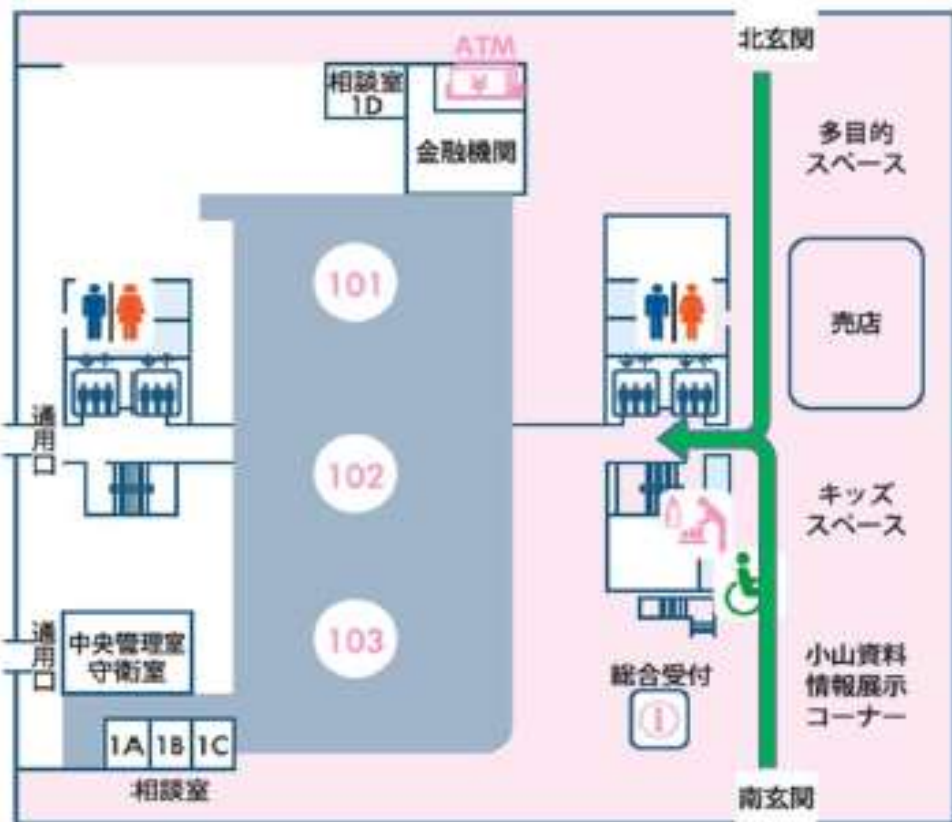 北玄関
ATM
¥
相談室
1D
金融機関
多目的
スペース
101
売店
通用口
102
キッズ
スペース
通用口
中央管理室
守衛室
103
総合受付
i
小山資料
情報展示
コーナー
1A 1B 1C
相談室
南玄関